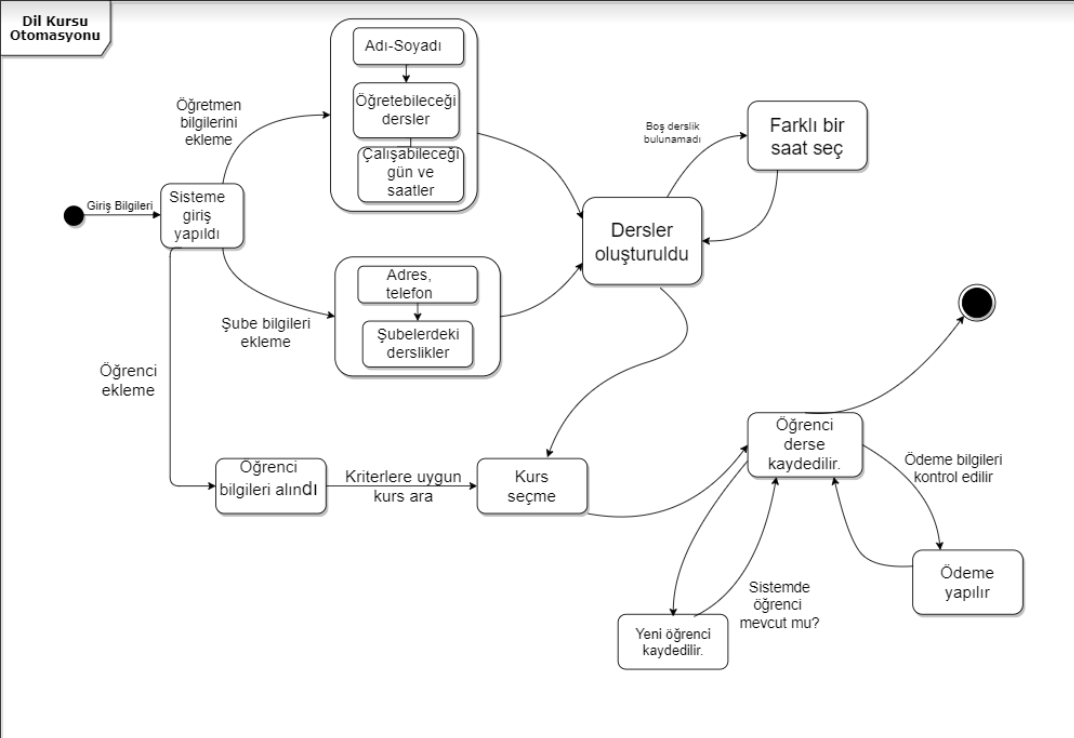 Dil Kursu
Otomasyonu
Adı-Soyadı
Öğretebileceği
dersler
Çalışabileceği
gün ve
saatler
Öğretmen
bilgilerini
ekleme
Boş derslik
bulunamadı
Farklı bir
saat seç
Giriş Bilgileri
Sisteme
giriş
yapıldı
Dersler
oluşturuldu
Adres,
telefon
Şubelerdeki
derslikler
Şube bilgileri
ekleme
Öğrenci
ekleme
Öğrenci
bilgileri alındı
Kriterlere uygun
kurs ara
Kurs
seçme
Öğrenci
derse
kaydedilir.
Ödeme bilgileri
kontrol edilir
Ödeme
yapılır
Sistemde
öğrenci
mevcut mu?
Yeni öğrenci
kaydedilir.